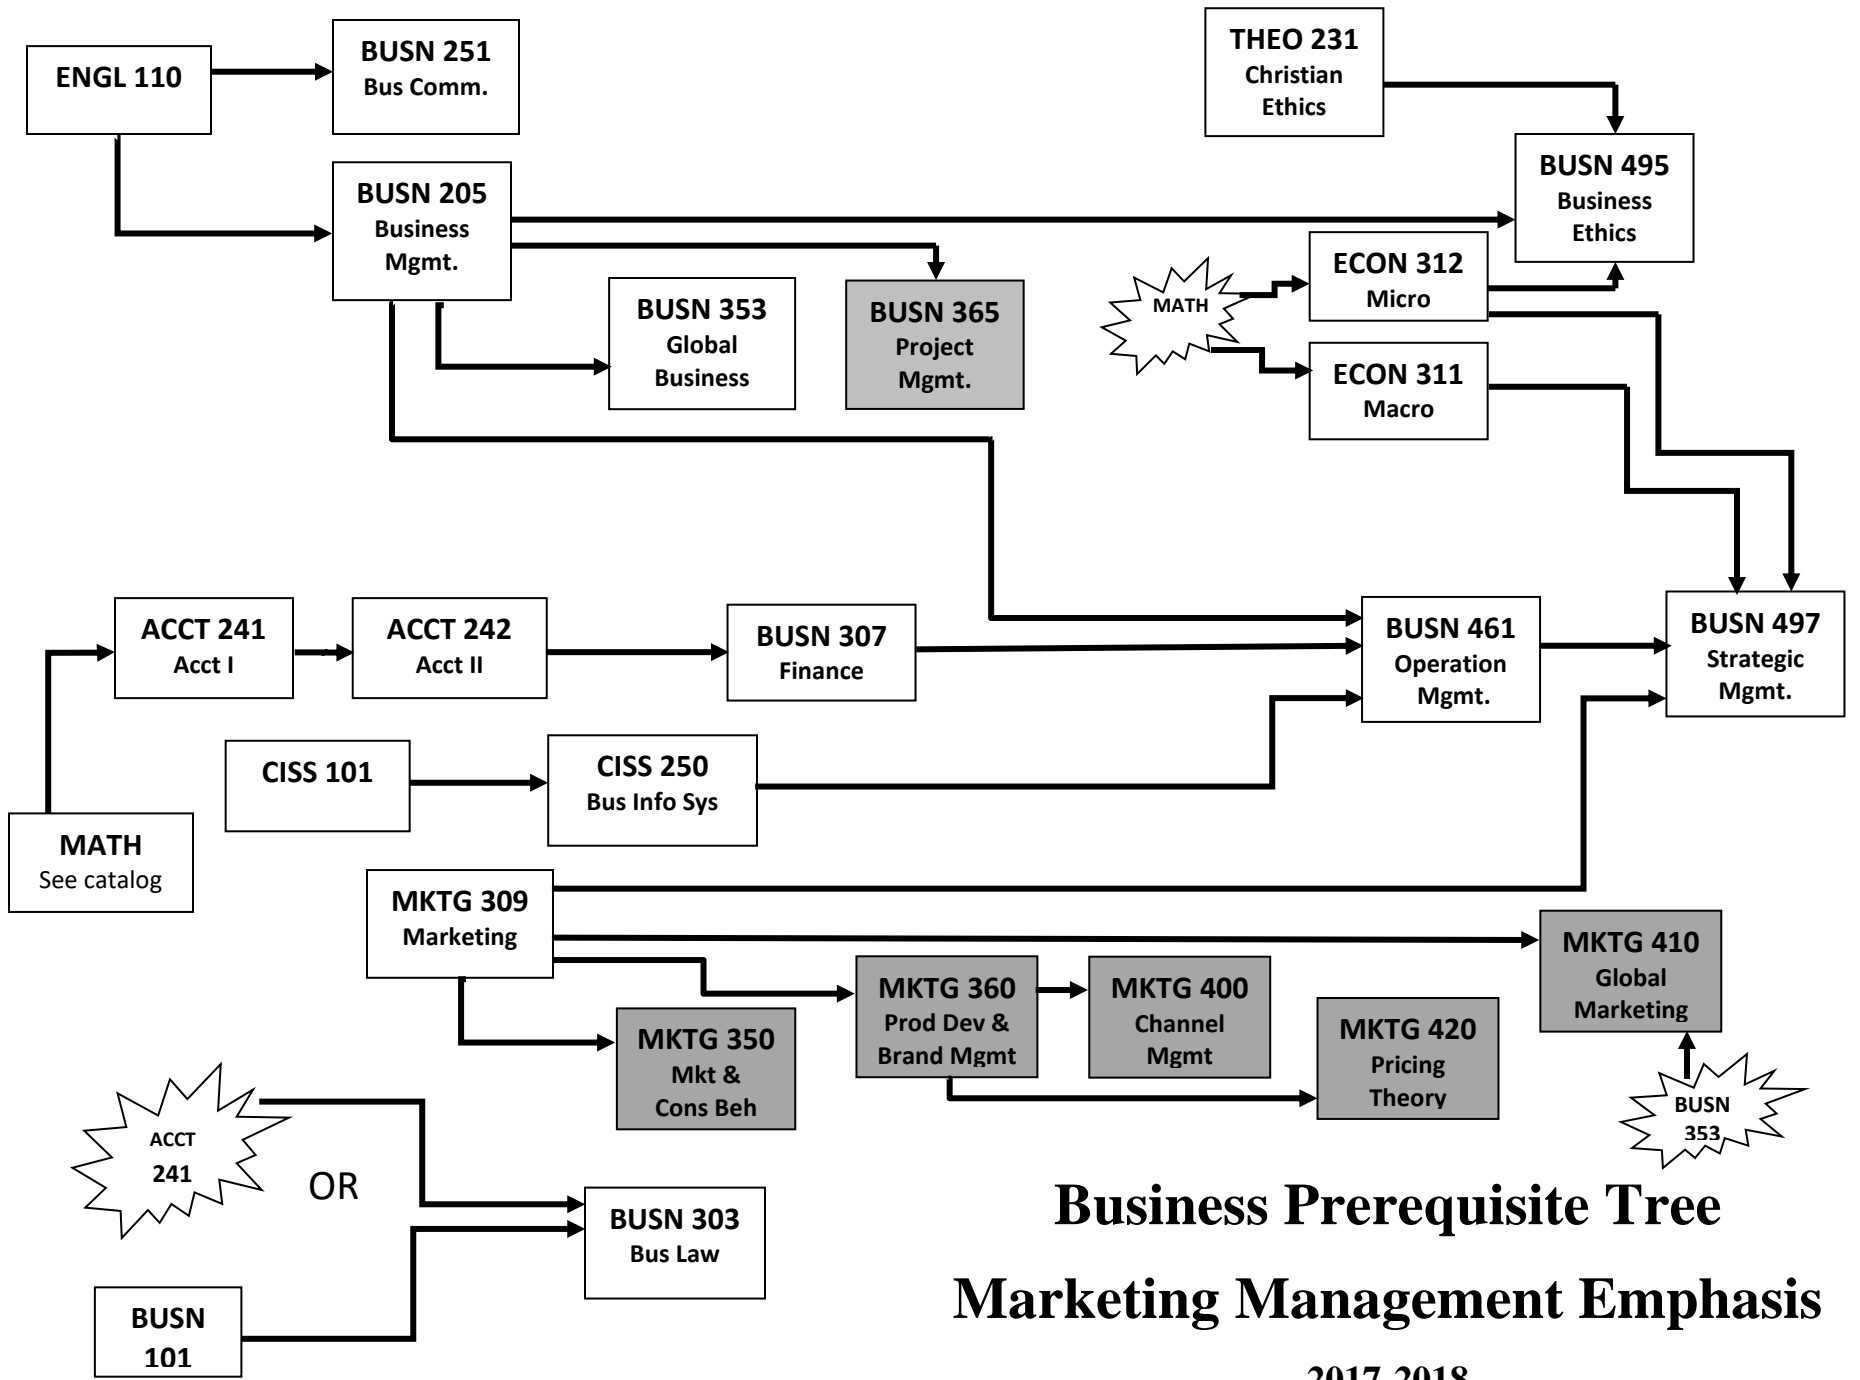 ENGL 110
BUSN 251
Bus Comm.
THEO 231
Christian
Ethics
BUSN 495
Business
Ethics
BUSN 205
Business
Mgmt.
BUSN 353
Global
Business
BUSN 365
Project
Mgmt.
MATH
ECON 312
Micro
ECON 311
Macro
ACCT 241
Acct I
ACCT 242
Acct II
BUSN 307
Finance
BUSN 461
Operation
Mgmt.
BUSN 497
Strategic
Mgmt.
CISS 101
CISS 250
Bus Info Sys
MATH
See catalog
MKTG 309
Marketing
MKTG 410
Global
Marketing
MKTG 360
Prod Dev &
Brand Mgmt
MKTG 400
Channel
Mgmt
MKTG 350
Mkt &
Cons Beh
MKTG 420
Pricing
Theory
BUSN
353
ACCT
241
OR
BUSN 303
Bus Law
BUSN
101
Business Prerequisite Tree
Marketing Management Emphasis
2017-2018